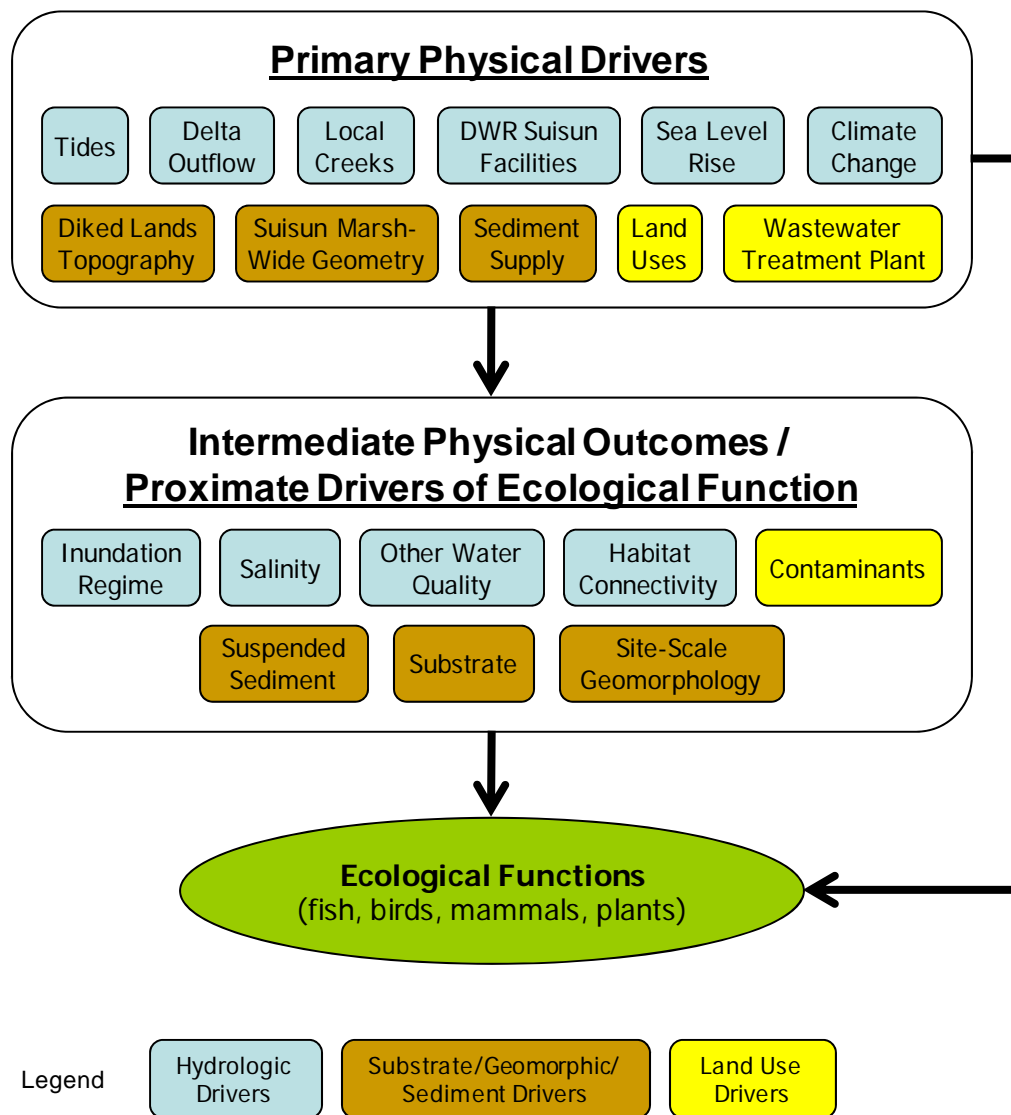 Primary Physical Drivers
Tides
Delta
Outflow
Local
Creeks
DWR Suisun
Facilities
Sea Level
Rise
Climate
Change
Diked Lands
Topography
Suisun Marsh-
Wide Geometry
Sediment
Supply
Land
Uses
Wastewater
Treatment Plant
Intermediate Physical Outcomes /
Proximate Drivers of Ecological Function
Inundation
Regime
Salinity
Other Water
Quality
Habitat
Connectivity
Contaminants
Suspended
Sediment
Substrate
Site-Scale
Geomorphology
Ecological Functions
(fish, birds, mammals, plants)
Legend
Hydrologic
Drivers
Substrate/Geomorphic/
Sediment Drivers
Land Use
Drivers